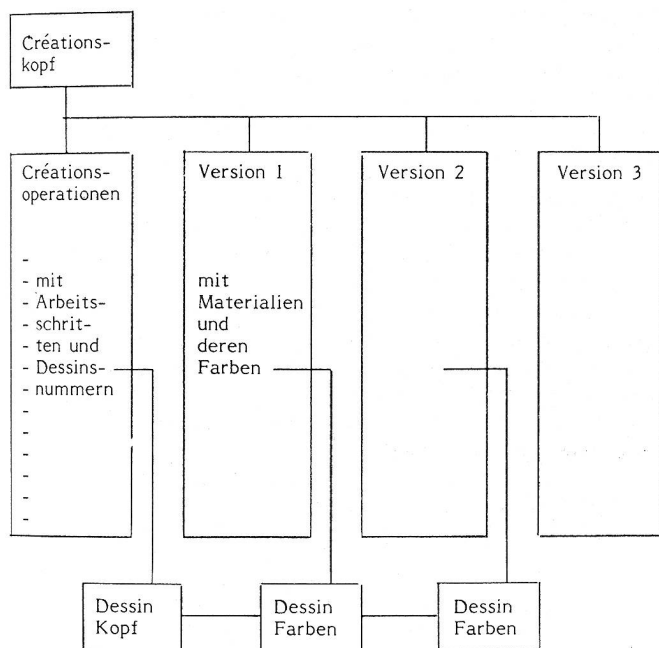 Créations-
kopf
Créations-
operationen
-
- mit
- Arbeits-
- schrit-
- ten und
- Dessins-
- nummern
-
-
-
-
-
-
Version 1
mit
Materialien
und
deren
Farben
Version 2
Version 3
Dessin
Kopf
Dessin
Farben
Dessin
Farben